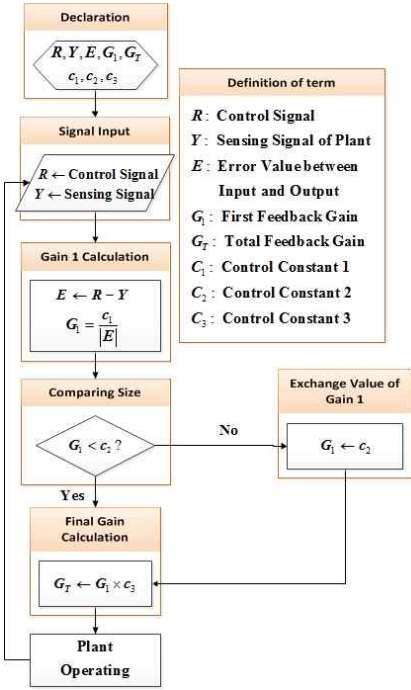 Declaration
R, Y, E, G₁, G_T
c₁, c₂, c₃
Signal Input
R ← Control Signal
Y ← Sensing Signal
Gain 1 Calculation
E ← R − Y
G₁ = c₁ / |E|
Comparing Size
G₁ < c₂ ?
No
Yes
Exchange Value of
Gain 1
G₁ ← c₂
Final Gain
Calculation
G_T ← G₁ × c₃
Plant
Operating
Definition of term
R : Control Signal
Y : Sensing Signal of Plant
E : Error Value between
Input and Output
G₁ : First Feedback Gain
G_T : Total Feedback Gain
C₁ : Control Constant 1
C₂ : Control Constant 2
C₃ : Control Constant 3